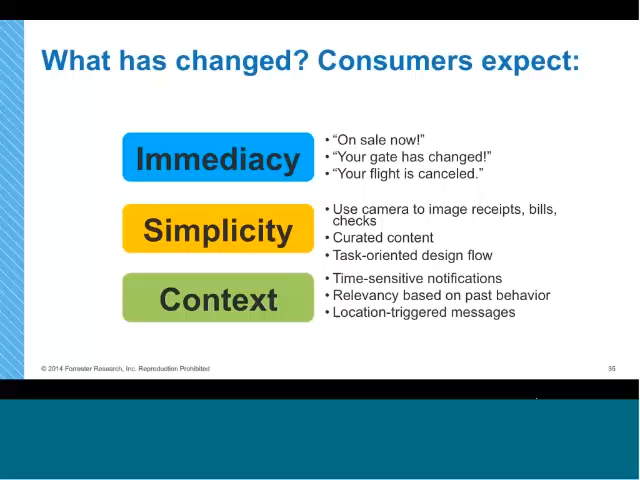 What has changed? Consumers expect:
Immediacy
• “On sale now!”
• “Your gate has changed!”
• “Your flight is canceled.”
Simplicity
• Use camera to image receipts, bills,
checks
• Curated content
• Task-oriented design flow
Context
• Time-sensitive notifications
• Relevancy based on past behavior
• Location-triggered messages
© 2014 Forrester Research, Inc. Reproduction Prohibited